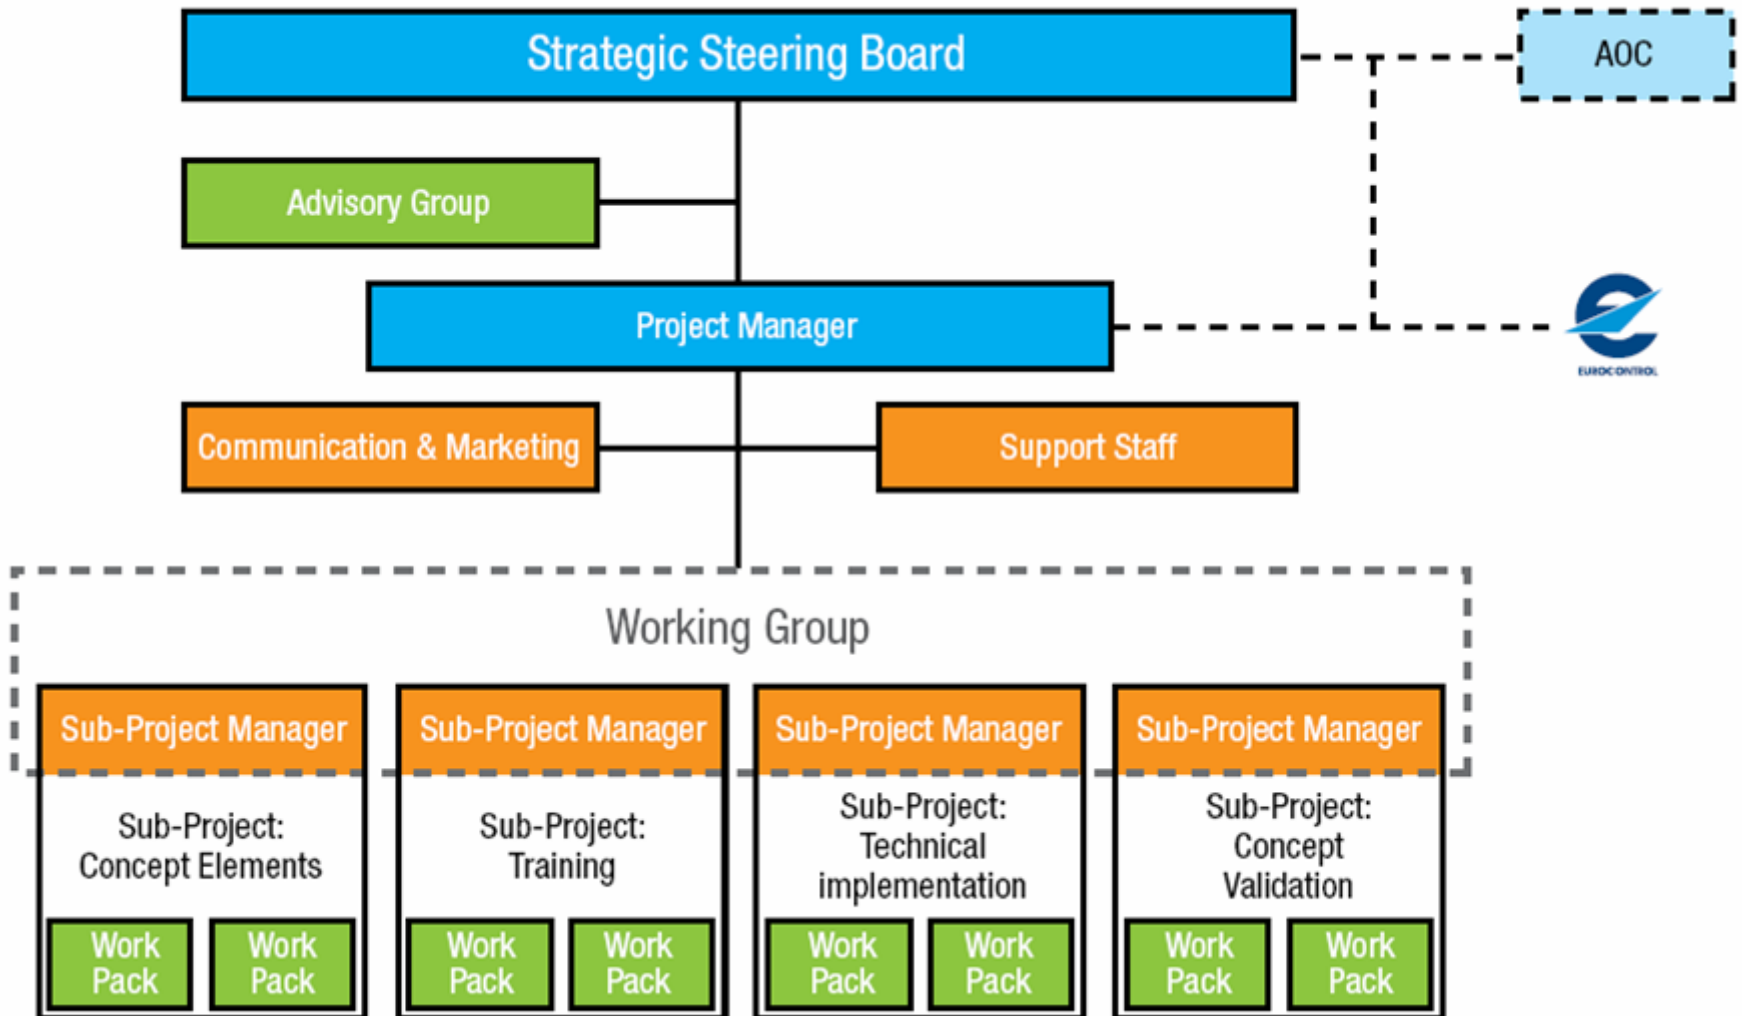 Strategic Steering Board
AOC
Advisory Group
Project Manager
EUROCONTROL
Communication & Marketing
Support Staff
Working Group
Sub-Project Manager
Sub-Project Manager
Sub-Project Manager
Sub-Project Manager
Sub-Project:
Concept Elements
Sub-Project:
Training
Sub-Project:
Technical
implementation
Sub-Project:
Concept
Validation
Work
Pack
Work
Pack
Work
Pack
Work
Pack
Work
Pack
Work
Pack
Work
Pack
Work
Pack